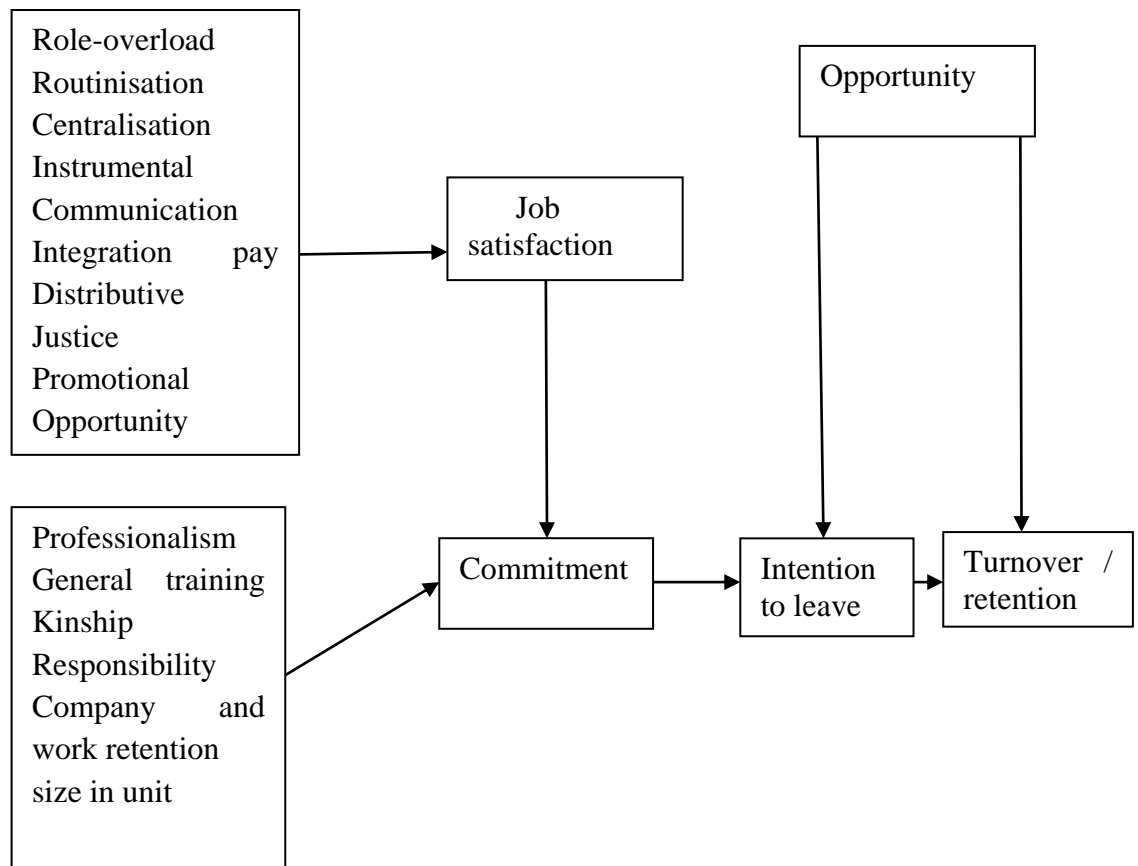 Role-overload
Routinisation
Centralisation
Instrumental
Communication
Integration pay
Distributive
Justice
Promotional
Opportunity
Opportunity
Job
satisfaction
Professionalism
General training
Kinship
Responsibility
Company and
work retention
size in unit
Commitment
Intention
to leave
Turnover /
retention